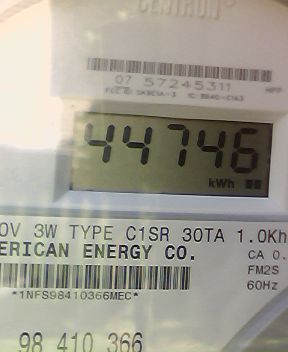 CENTRON®
07 57245311
44746
kWh
0V 3W TYPE C1SR 30TA 1.0Kh
ERICAN ENERGY CO.
CA 0.
FM2S
60Hz
*1NFS98410366MEC*
98 410 366